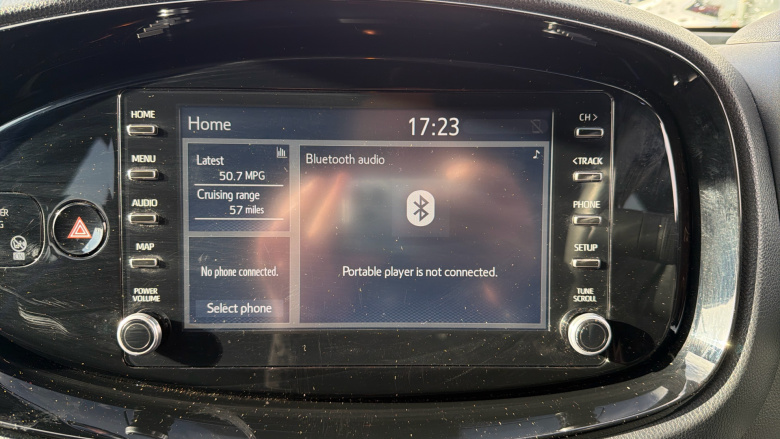 HOME
MENU
AUDIO
MAP
POWER
VOLUME
Home
17:23
Latest
50.7 MPG
Cruising range
57 miles
No phone connected.
Select phone
Bluetooth audio
Portable player is not connected.
CH >
<TRACK
PHONE
SETUP
TUNE
SCROLL